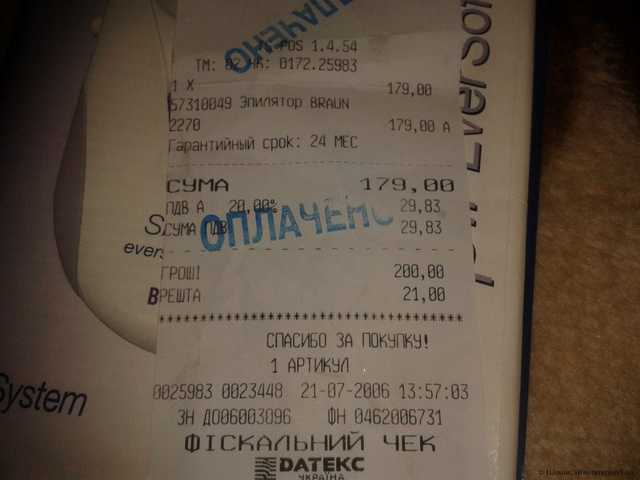 ОПЛАЧЕНО
POS 1.4.54
ТМ: 02 НК: 0172.25983
1 X 179,00
57310049 Эпилятор BRAUN
2270 179,00 А
Гарантийный срок: 24 МЕС
СУМА 179,00
ПДВ А 20,00% 29,83
СУМА ПДВ 29,83
ОПЛАЧЕНО
ГРОШІ 200,00
ВРЕШТА 21,00
СПАСИБО ЗА ПОКУПКУ!
1 АРТИКУЛ
0025983 0023448 21-07-2006 13:57:03
ЗН ДО06003096 ФН 0462006731
ФІСКАЛЬНИЙ ЧЕК
DATEКС
УКРАЇНА
System